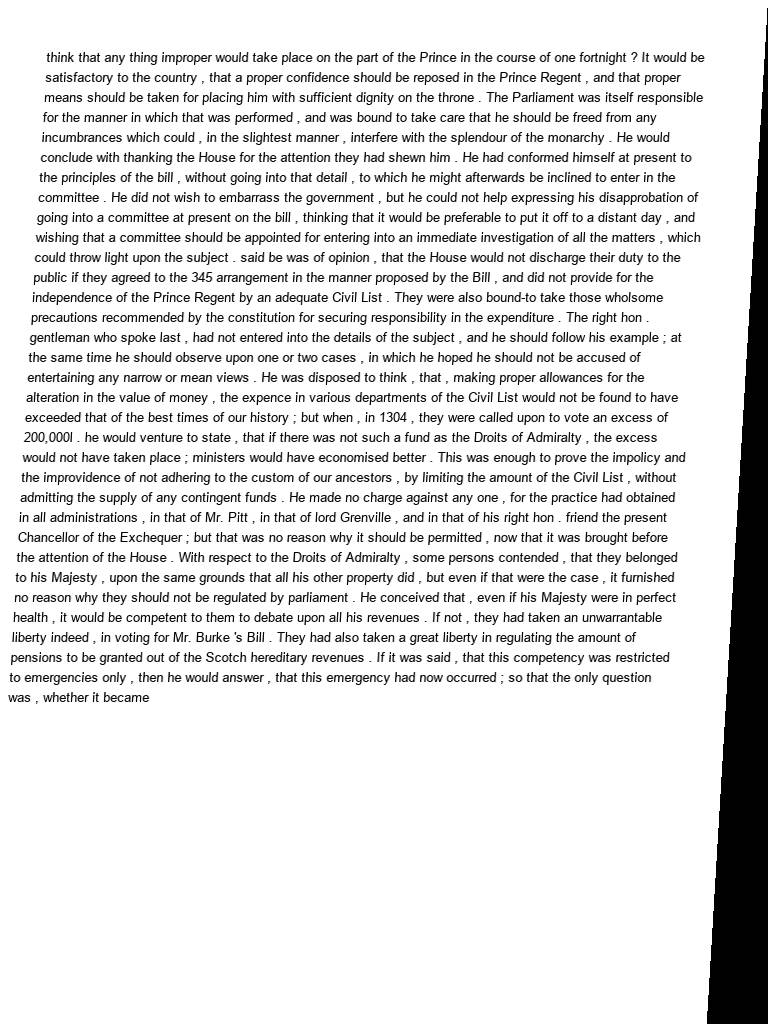 think that any thing improper would take place on the part of the Prince in the course of one fortnight ? It would be
satisfactory to the country , that a proper confidence should be reposed in the Prince Regent , and that proper
means should be taken for placing him with sufficient dignity on the throne . The Parliament was itself responsible
for the manner in which that was performed , and was bound to take care that he should be freed from any
incumbrances which could , in the slightest manner , interfere with the splendour of the monarchy . He would
conclude with thanking the House for the attention they had shewn him . He had conformed himself at present to
the principles of the bill , without going into that detail , to which he might afterwards be inclined to enter in the
committee . He did not wish to embarrass the government , but he could not help expressing his disapprobation of
going into a committee at present on the bill , thinking that it would be preferable to put it off to a distant day , and
wishing that a committee should be appointed for entering into an immediate investigation of all the matters , which
could throw light upon the subject . said be was of opinion , that the House would not discharge their duty to the
public if they agreed to the 345 arrangement in the manner proposed by the Bill , and did not provide for the
independence of the Prince Regent by an adequate Civil List . They were also bound-to take those wholsome
precautions recommended by the constitution for securing responsibility in the expenditure . The right hon .
gentleman who spoke last , had not entered into the details of the subject , and he should follow his example ; at
the same time he should observe upon one or two cases , in which he hoped he should not be accused of
entertaining any narrow or mean views . He was disposed to think , that , making proper allowances for the
alteration in the value of money , the expence in various departments of the Civil List would not be found to have
exceeded that of the best times of our history ; but when , in 1304 , they were called upon to vote an excess of
200,000l . he would venture to state , that if there was not such a fund as the Droits of Admiralty , the excess
would not have taken place ; ministers would have economised better . This was enough to prove the impolicy and
the improvidence of not adhering to the custom of our ancestors , by limiting the amount of the Civil List , without
admitting the supply of any contingent funds . He made no charge against any one , for the practice had obtained
in all administrations , in that of Mr. Pitt , in that of lord Grenville , and in that of his right hon . friend the present
Chancellor of the Exchequer ; but that was no reason why it should be permitted , now that it was brought before
the attention of the House . With respect to the Droits of Admiralty , some persons contended , that they belonged
to his Majesty , upon the same grounds that all his other property did , but even if that were the case , it furnished
no reason why they should not be regulated by parliament . He conceived that , even if his Majesty were in perfect
health , it would be competent to them to debate upon all his revenues . If not , they had taken an unwarrantable
liberty indeed , in voting for Mr. Burke 's Bill . They had also taken a great liberty in regulating the amount of
pensions to be granted out of the Scotch hereditary revenues . If it was said , that this competency was restricted
to emergencies only , then he would answer , that this emergency had now occurred ; so that the only question
was , whether it became